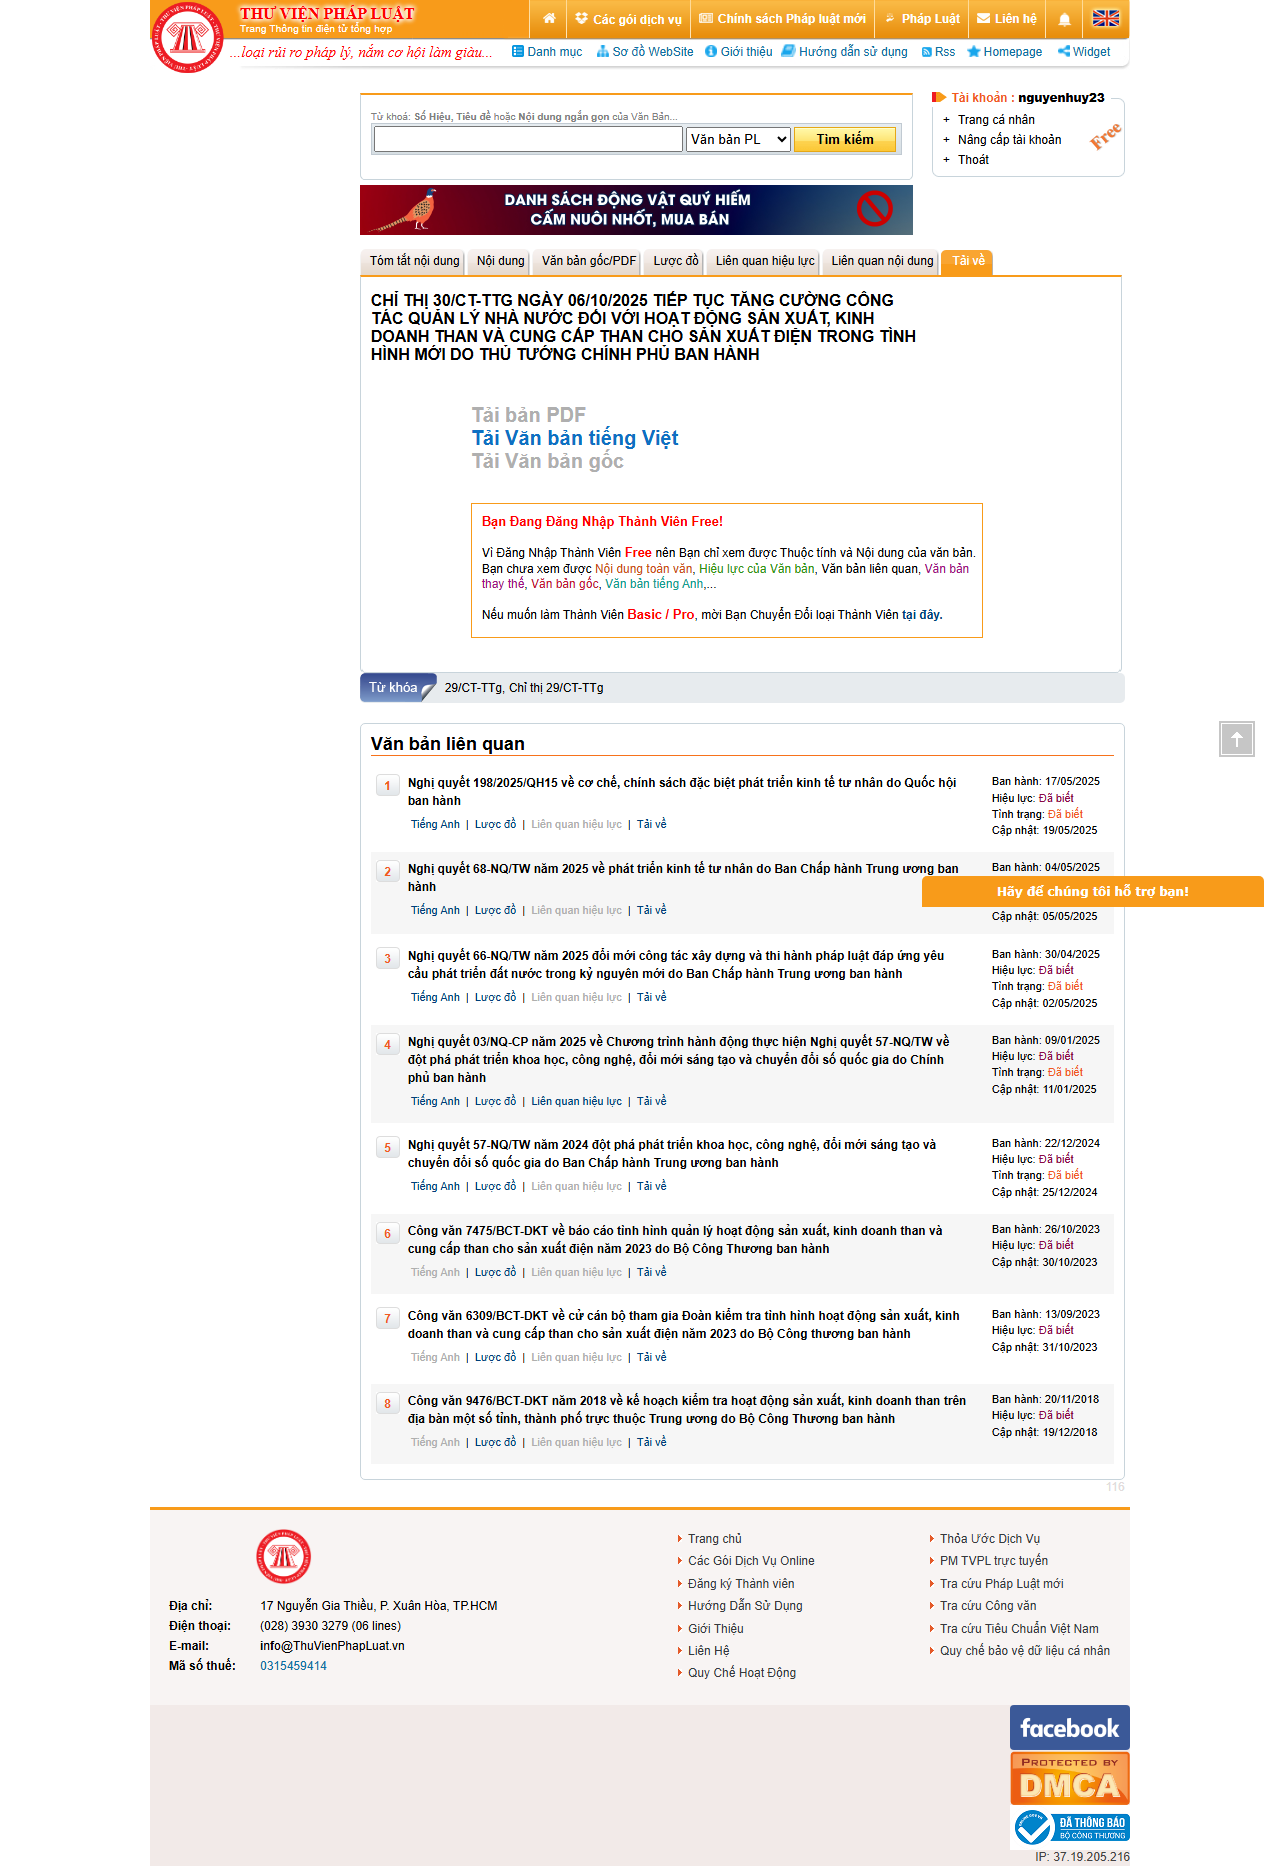 THƯ VIỆN PHÁP LUẬT
Trang Thông tin điện tử tổng hợp
Các gói dịch vụ
Chính sách Pháp luật mới
Pháp Luật
Liên hệ
...loại rủi ro pháp lý, nắm cơ hội làm giàu...
Danh mục
Sơ đồ WebSite
Giới thiệu
Hướng dẫn sử dụng
Rss
Homepage
Widget
Từ khoá: Số Hiệu, Tiêu đề hoặc Nội dung ngắn gọn của Văn Bản...
Văn bản PL
Tìm kiếm
Tài khoản : nguyenhuy23
+ Trang cá nhân
+ Nâng cấp tài khoản
+ Thoát
Free
DANH SÁCH ĐỘNG VẬT QUÝ HIẾM
CẤM NUÔI NHỐT, MUA BÁN
Tóm tắt nội dung
Nội dung
Văn bản gốc/PDF
Lược đồ
Liên quan hiệu lực
Liên quan nội dung
Tải về
CHỈ THỊ 30/CT-TTG NGÀY 06/10/2025 TIẾP TỤC TĂNG CƯỜNG CÔNG
TÁC QUẢN LÝ NHÀ NƯỚC ĐỐI VỚI HOẠT ĐỘNG SẢN XUẤT, KINH
DOANH THAN VÀ CUNG CẤP THAN CHO SẢN XUẤT ĐIỆN TRONG TÌNH
HÌNH MỚI DO THỦ TƯỚNG CHÍNH PHỦ BAN HÀNH
Tải bản PDF
Tải Văn bản tiếng Việt
Tải Văn bản gốc
Bạn Đang Đăng Nhập Thành Viên Free!
Vì Đăng Nhập Thành Viên Free nên Bạn chỉ xem được Thuộc tính và Nội dung của văn bản.
Bạn chưa xem được Nội dung toàn văn, Hiệu lực của Văn bản, Văn bản liên quan, Văn bản
thay thế, Văn bản gốc, Văn bản tiếng Anh,...
Nếu muốn làm Thành Viên Basic / Pro, mời Bạn Chuyển Đổi loại Thành Viên tại đây.
Từ khóa
29/CT-TTg, Chỉ thị 29/CT-TTg
Văn bản liên quan
1
Nghị quyết 198/2025/QH15 về cơ chế, chính sách đặc biệt phát triển kinh tế tư nhân do Quốc hội
ban hành
Tiếng Anh | Lược đồ | Liên quan hiệu lực | Tải về
Ban hành: 17/05/2025
Hiệu lực: Đã biết
Tình trạng: Đã biết
Cập nhật: 19/05/2025
2
Nghị quyết 68-NQ/TW năm 2025 về phát triển kinh tế tư nhân do Ban Chấp hành Trung ương ban
hành
Tiếng Anh | Lược đồ | Liên quan hiệu lực | Tải về
Ban hành: 04/05/2025
Hãy để chúng tôi hỗ trợ bạn!
Cập nhật: 05/05/2025
3
Nghị quyết 66-NQ/TW năm 2025 đổi mới công tác xây dựng và thi hành pháp luật đáp ứng yêu
cầu phát triển đất nước trong kỷ nguyên mới do Ban Chấp hành Trung ương ban hành
Tiếng Anh | Lược đồ | Liên quan hiệu lực | Tải về
Ban hành: 30/04/2025
Hiệu lực: Đã biết
Tình trạng: Đã biết
Cập nhật: 02/05/2025
4
Nghị quyết 03/NQ-CP năm 2025 về Chương trình hành động thực hiện Nghị quyết 57-NQ/TW về
đột phá phát triển khoa học, công nghệ, đổi mới sáng tạo và chuyển đổi số quốc gia do Chính
phủ ban hành
Tiếng Anh | Lược đồ | Liên quan hiệu lực | Tải về
Ban hành: 09/01/2025
Hiệu lực: Đã biết
Tình trạng: Đã biết
Cập nhật: 11/01/2025
5
Nghị quyết 57-NQ/TW năm 2024 đột phá phát triển khoa học, công nghệ, đổi mới sáng tạo và
chuyển đổi số quốc gia do Ban Chấp hành Trung ương ban hành
Tiếng Anh | Lược đồ | Liên quan hiệu lực | Tải về
Ban hành: 22/12/2024
Hiệu lực: Đã biết
Tình trạng: Đã biết
Cập nhật: 25/12/2024
6
Công văn 7475/BCT-DKT về báo cáo tình hình quản lý hoạt động sản xuất, kinh doanh than và
cung cấp than cho sản xuất điện năm 2023 do Bộ Công Thương ban hành
Tiếng Anh | Lược đồ | Liên quan hiệu lực | Tải về
Ban hành: 26/10/2023
Hiệu lực: Đã biết
Cập nhật: 30/10/2023
7
Công văn 6309/BCT-DKT về cử cán bộ tham gia Đoàn kiểm tra tình hình hoạt động sản xuất, kinh
doanh than và cung cấp than cho sản xuất điện năm 2023 do Bộ Công thương ban hành
Tiếng Anh | Lược đồ | Liên quan hiệu lực | Tải về
Ban hành: 13/09/2023
Hiệu lực: Đã biết
Cập nhật: 31/10/2023
8
Công văn 9476/BCT-DKT năm 2018 về kế hoạch kiểm tra hoạt động sản xuất, kinh doanh than trên
địa bàn một số tỉnh, thành phố trực thuộc Trung ương do Bộ Công Thương ban hành
Tiếng Anh | Lược đồ | Liên quan hiệu lực | Tải về
Ban hành: 20/11/2018
Hiệu lực: Đã biết
Cập nhật: 19/12/2018
116
Địa chỉ: 17 Nguyễn Gia Thiều, P. Xuân Hòa, TP.HCM
Điện thoại: (028) 3930 3279 (06 lines)
E-mail: info@ThuVienPhapLuat.vn
Mã số thuế: 0315459414
Trang chủ
Các Gói Dịch Vụ Online
Đăng ký Thành viên
Hướng Dẫn Sử Dụng
Giới Thiệu
Liên Hệ
Quy Chế Hoạt Động
Thỏa Ước Dịch Vụ
PM TVPL trực tuyến
Tra cứu Pháp Luật mới
Tra cứu Công văn
Tra cứu Tiêu Chuẩn Việt Nam
Quy chế bảo vệ dữ liệu cá nhân
facebook
PROTECTED BY
DMCA
ĐÃ THÔNG BÁO
BỘ CÔNG THƯƠNG
IP: 37.19.205.216